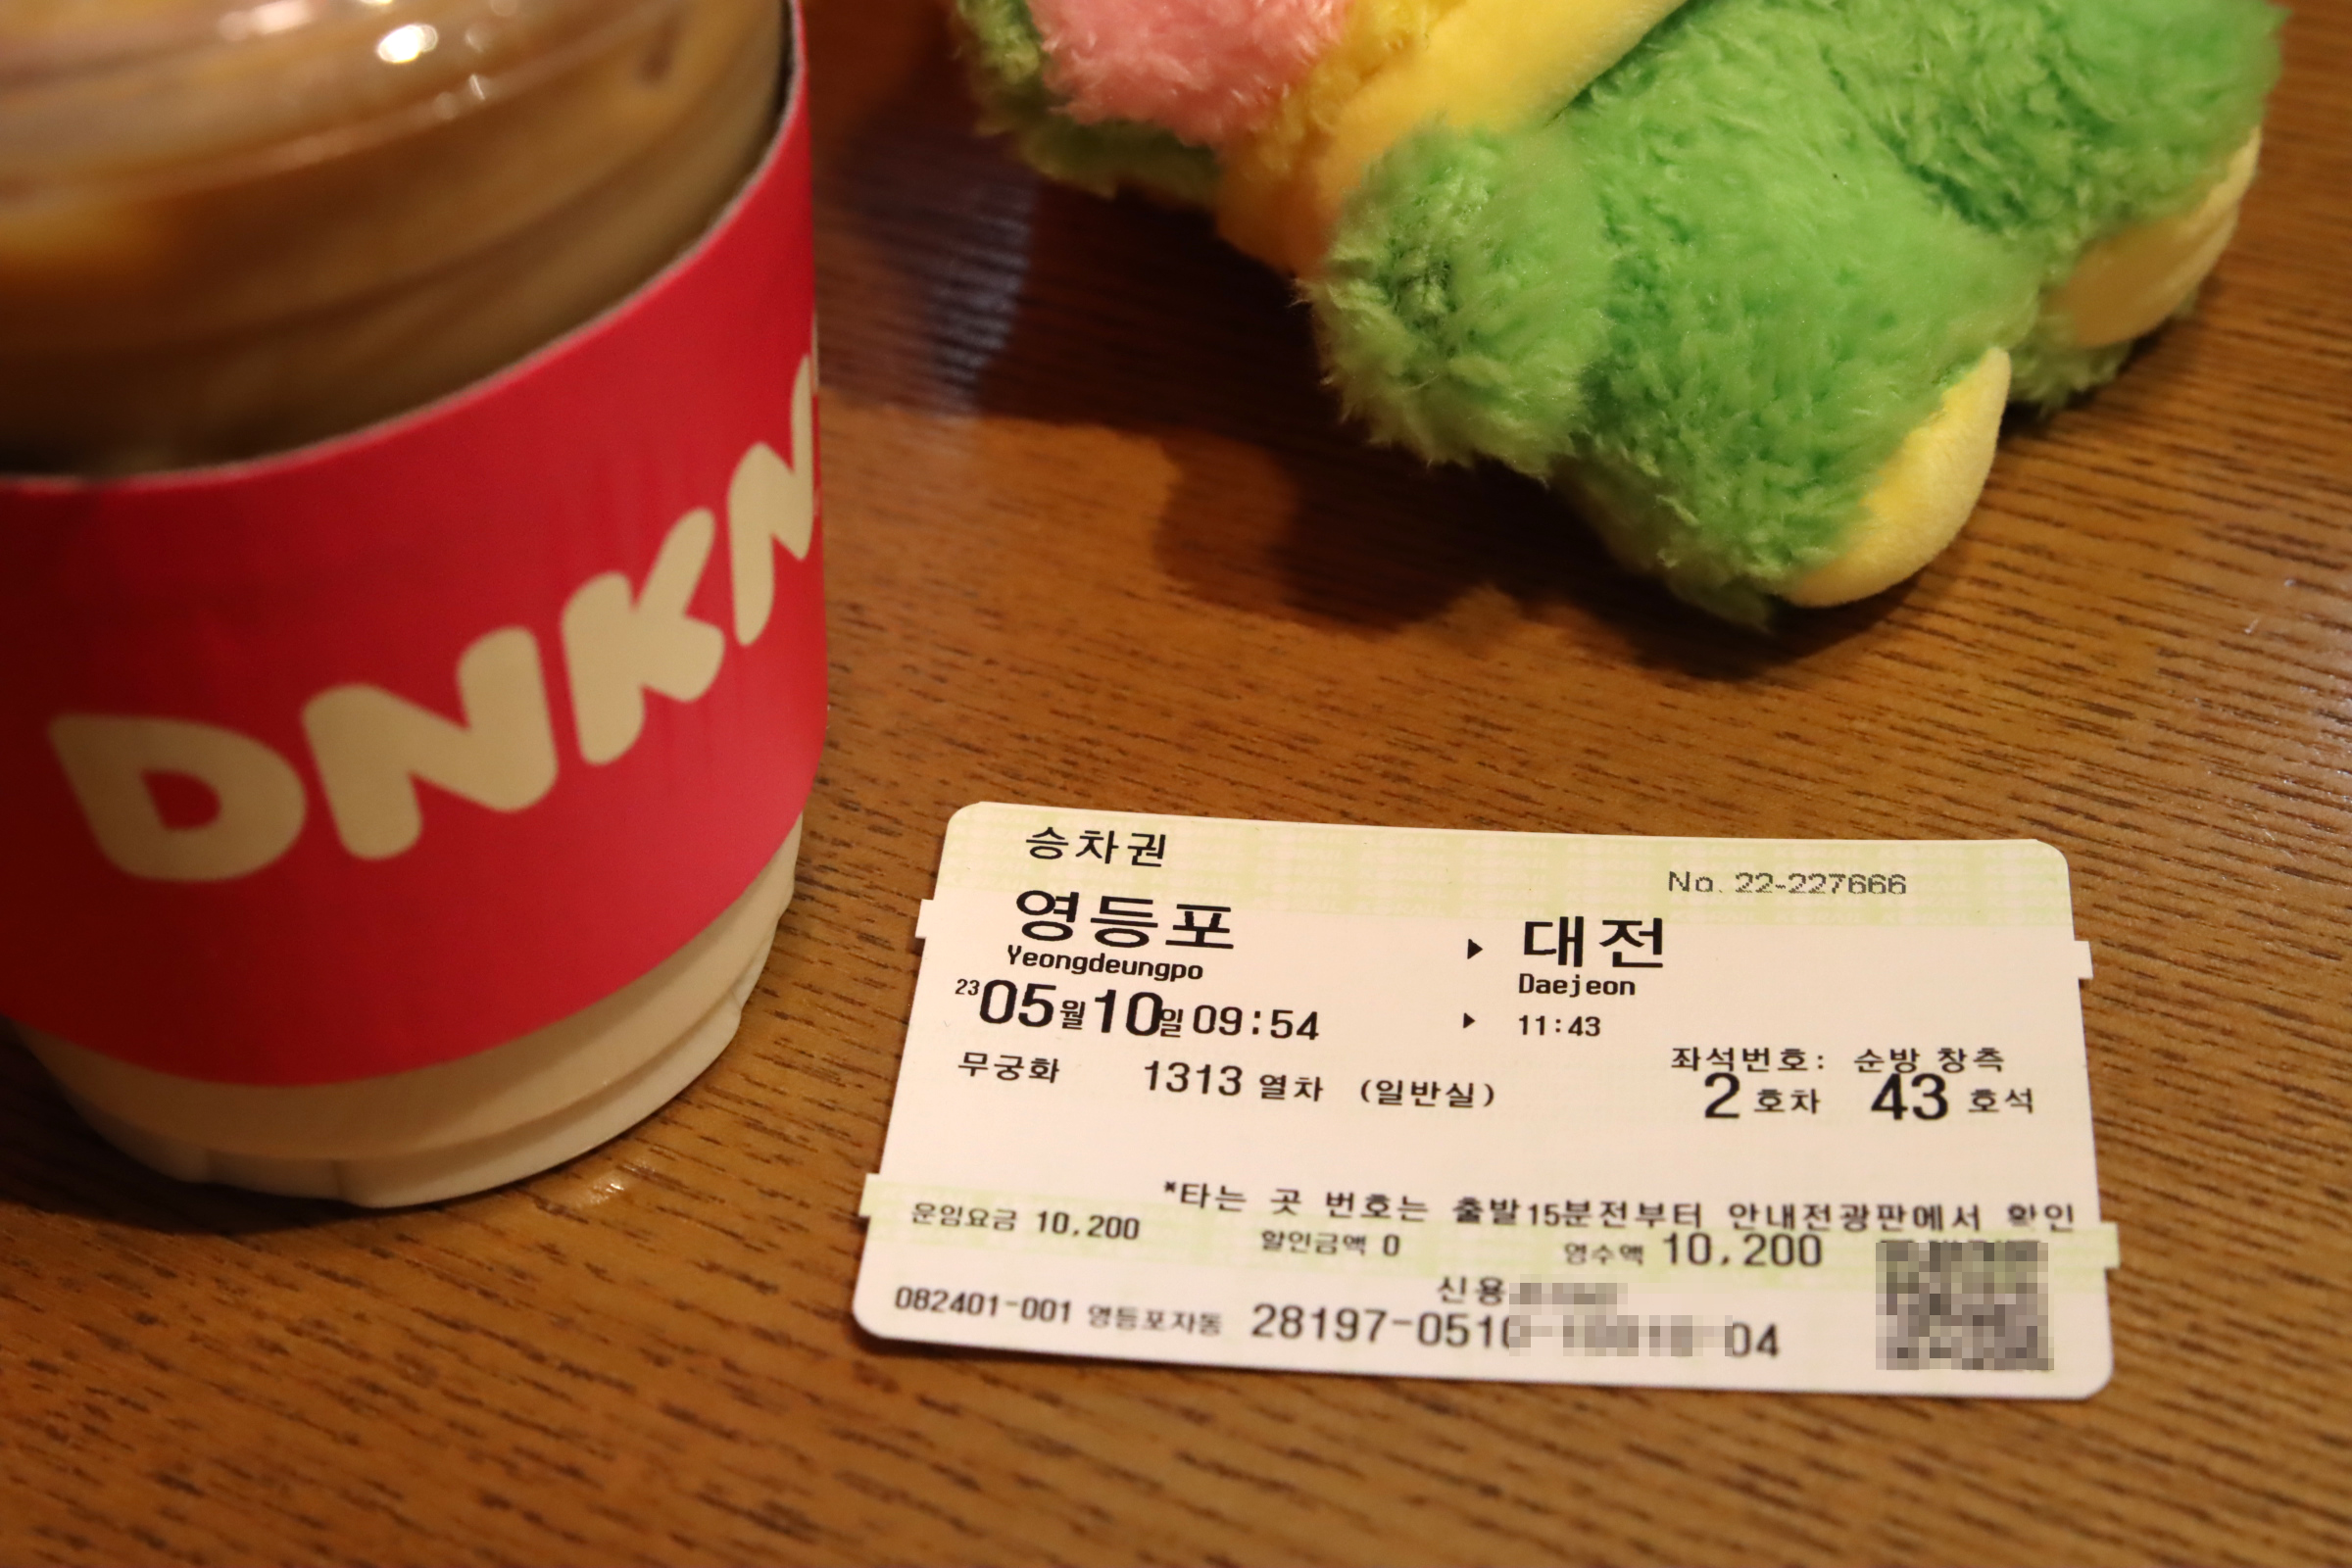 DNKN
승차권
No. 22-227666
영등포 ▶ 대전
Yeongdeungpo Daejeon
23 05월10일 09:54 ▶ 11:43
무궁화 1313 열차 (일반실) 좌석번호: 순방 창측
2 호차 43 호석
*타는 곳 번호는 출발15분전부터 안내전광판에서 확인
운임요금 10,200 할인금액 0 영수액 10,200
신용
082401-001 영등포자동 28197-0510 04